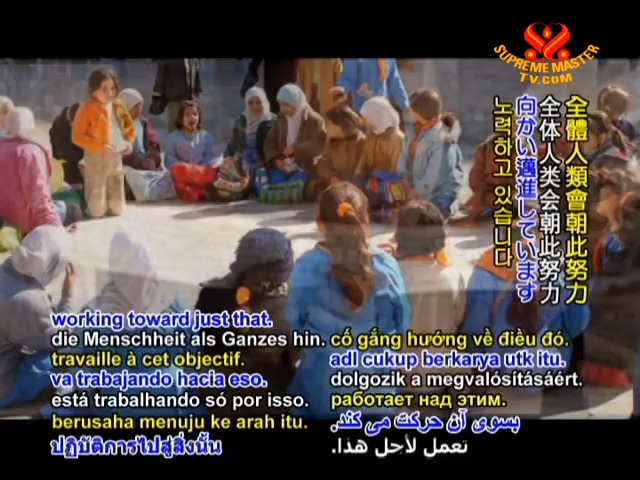 SUPREME MASTER
TV.COM
全體人類會朝此努力
全体人类会朝此努力
向かい邁進しています
노력하고 있습니다
working toward just that.
die Menschheit als Ganzes hin.
travaille à cet objectif.
va trabajando hacia eso.
está trabalhando só por isso.
berusaha menuju ke arah itu.
ปฏิบัติการไปสู่สิ่งนั้น
cố gắng hướng về điều đó.
adl cukup berkarya utk itu.
dolgozik a megvalósításáért.
работает над этим.
بسوی آن حرکت می کند.
تعمل لأجل هذا.